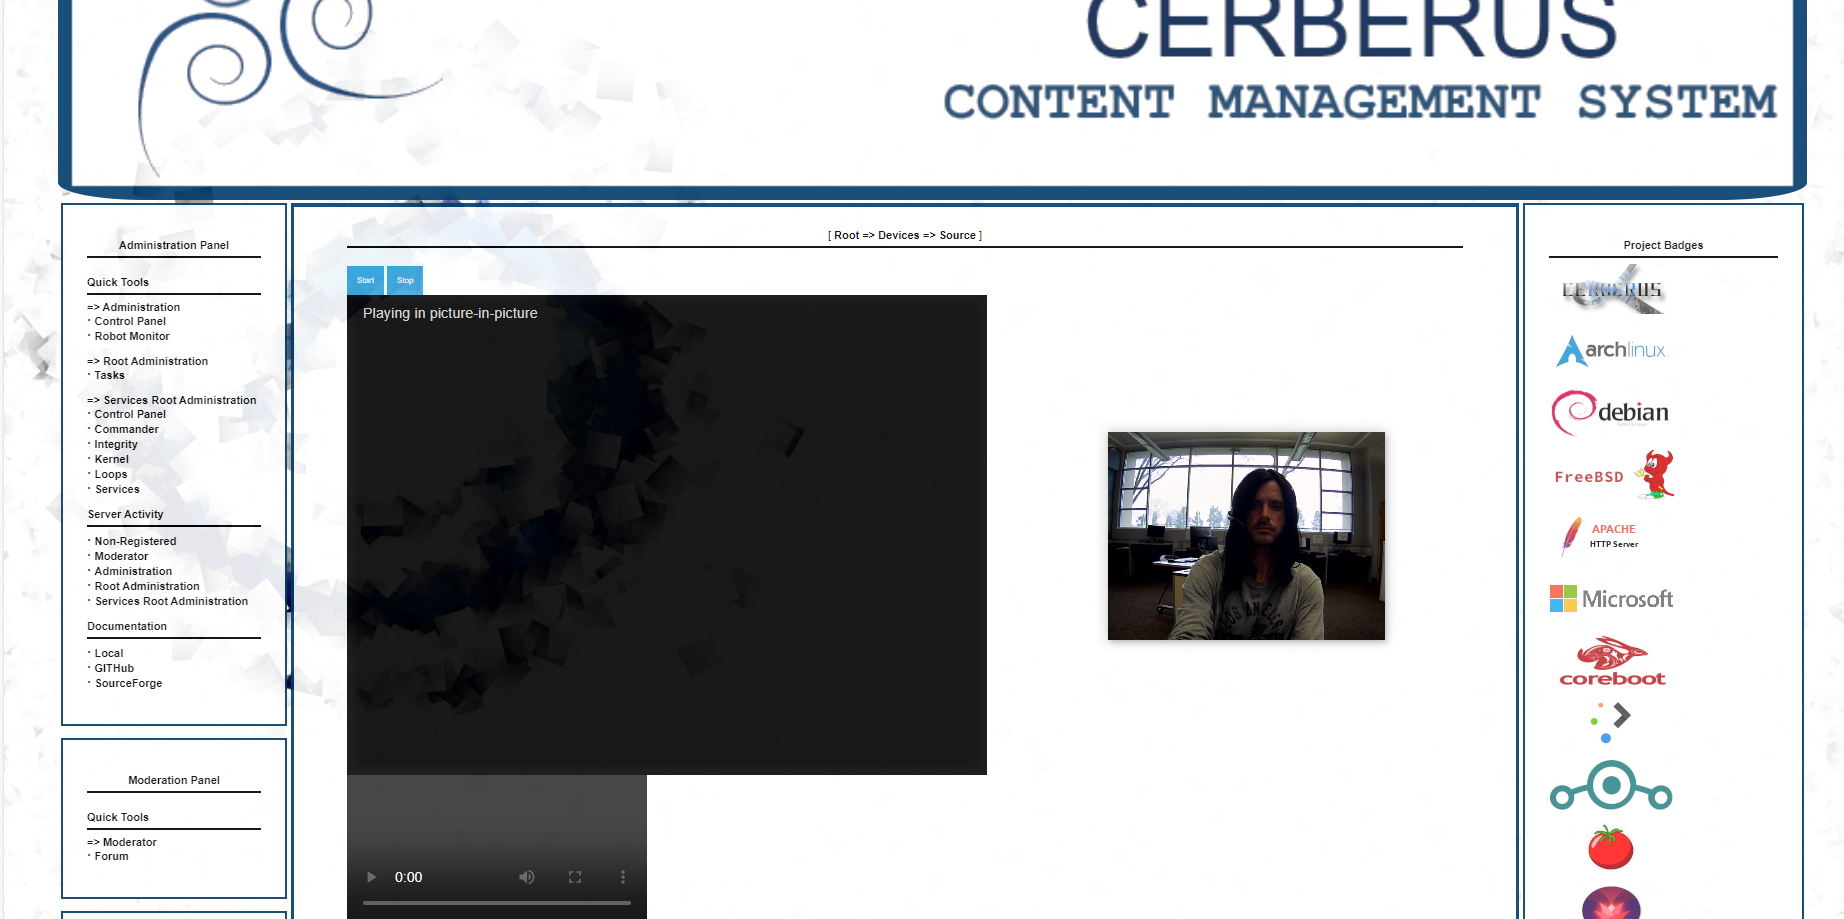 CERBERUS
CONTENT MANAGEMENT SYSTEM
Administration Panel
Quick Tools
=> Administration
· Control Panel
· Robot Monitor
=> Root Administration
· Tasks
=> Services Root Administration
· Control Panel
· Commander
· Integrity
· Kernel
· Loops
· Services
Server Activity
· Non-Registered
· Moderator
· Administration
· Root Administration
· Services Root Administration
Documentation
· Local
· GITHub
· SourceForge
Moderation Panel
Quick Tools
=> Moderator
· Forum
[ Root => Devices => Source ]
Start Stop
Playing in picture-in-picture
LOS ANGELES
0:00
Project Badges
CERBERUS
archlinux
debian
FreeBSD
APACHE
HTTP Server
Microsoft
coreboot